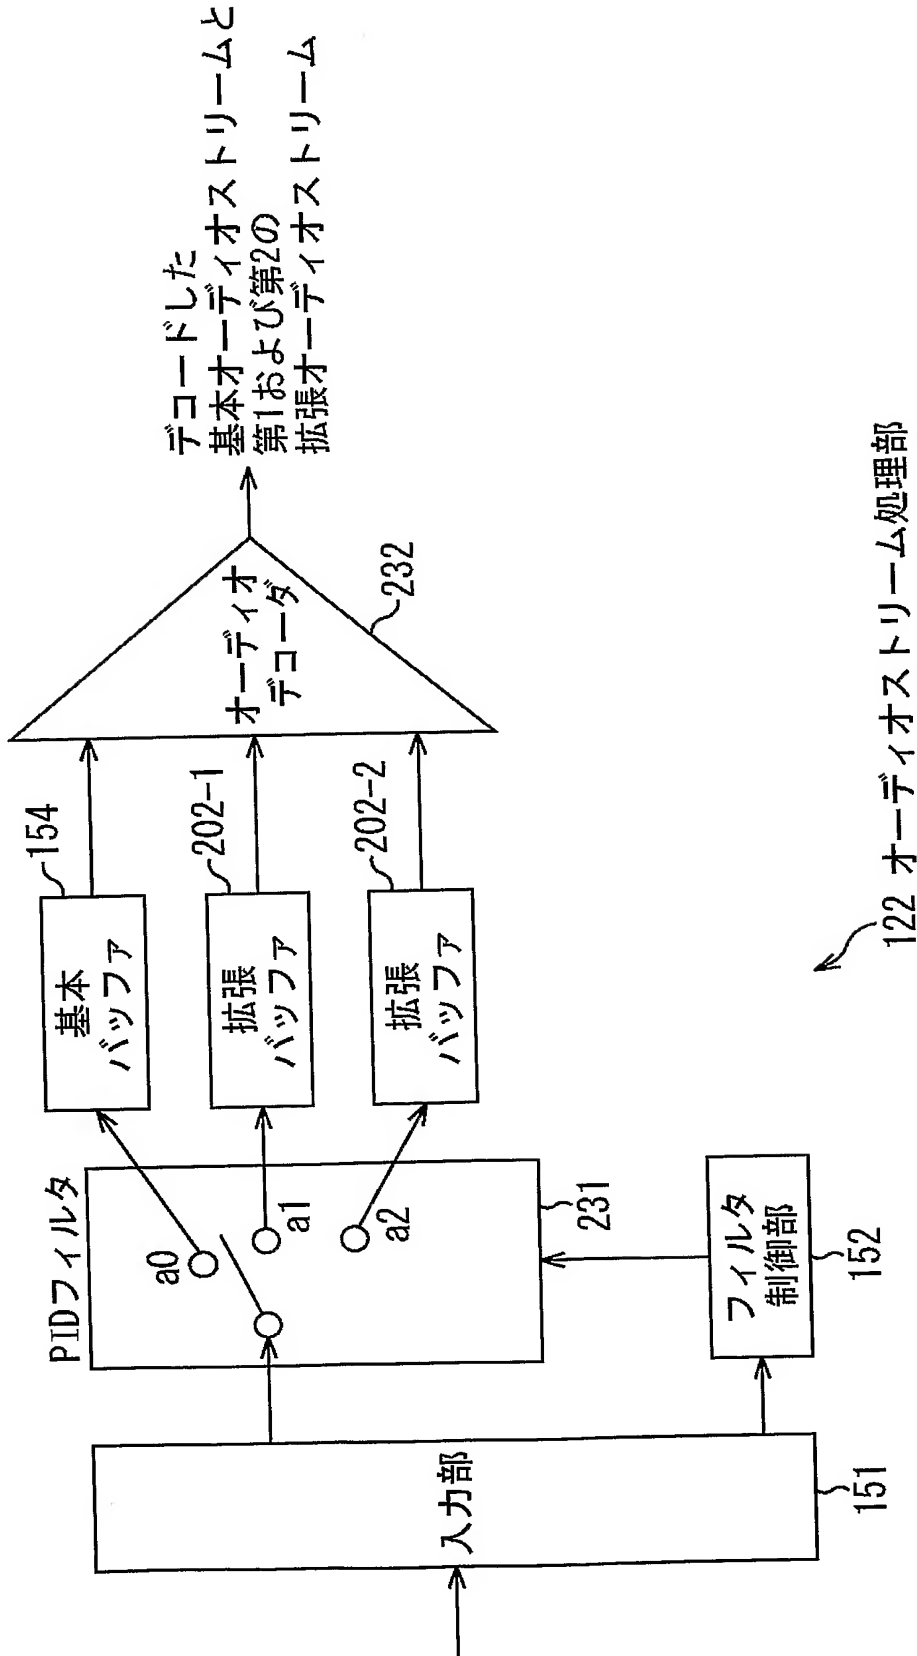 入力部
151
PIDフィルタ
a0
a1
a2
231
フィルタ
制御部
152
基本
バッファ
154
拡張
バッファ
202-1
拡張
バッファ
202-2
オーディオ
デコーダ
232
デコードした
基本オーディオストリームと
第1および第2の
拡張オーディオストリーム
122 オーディオストリーム処理部